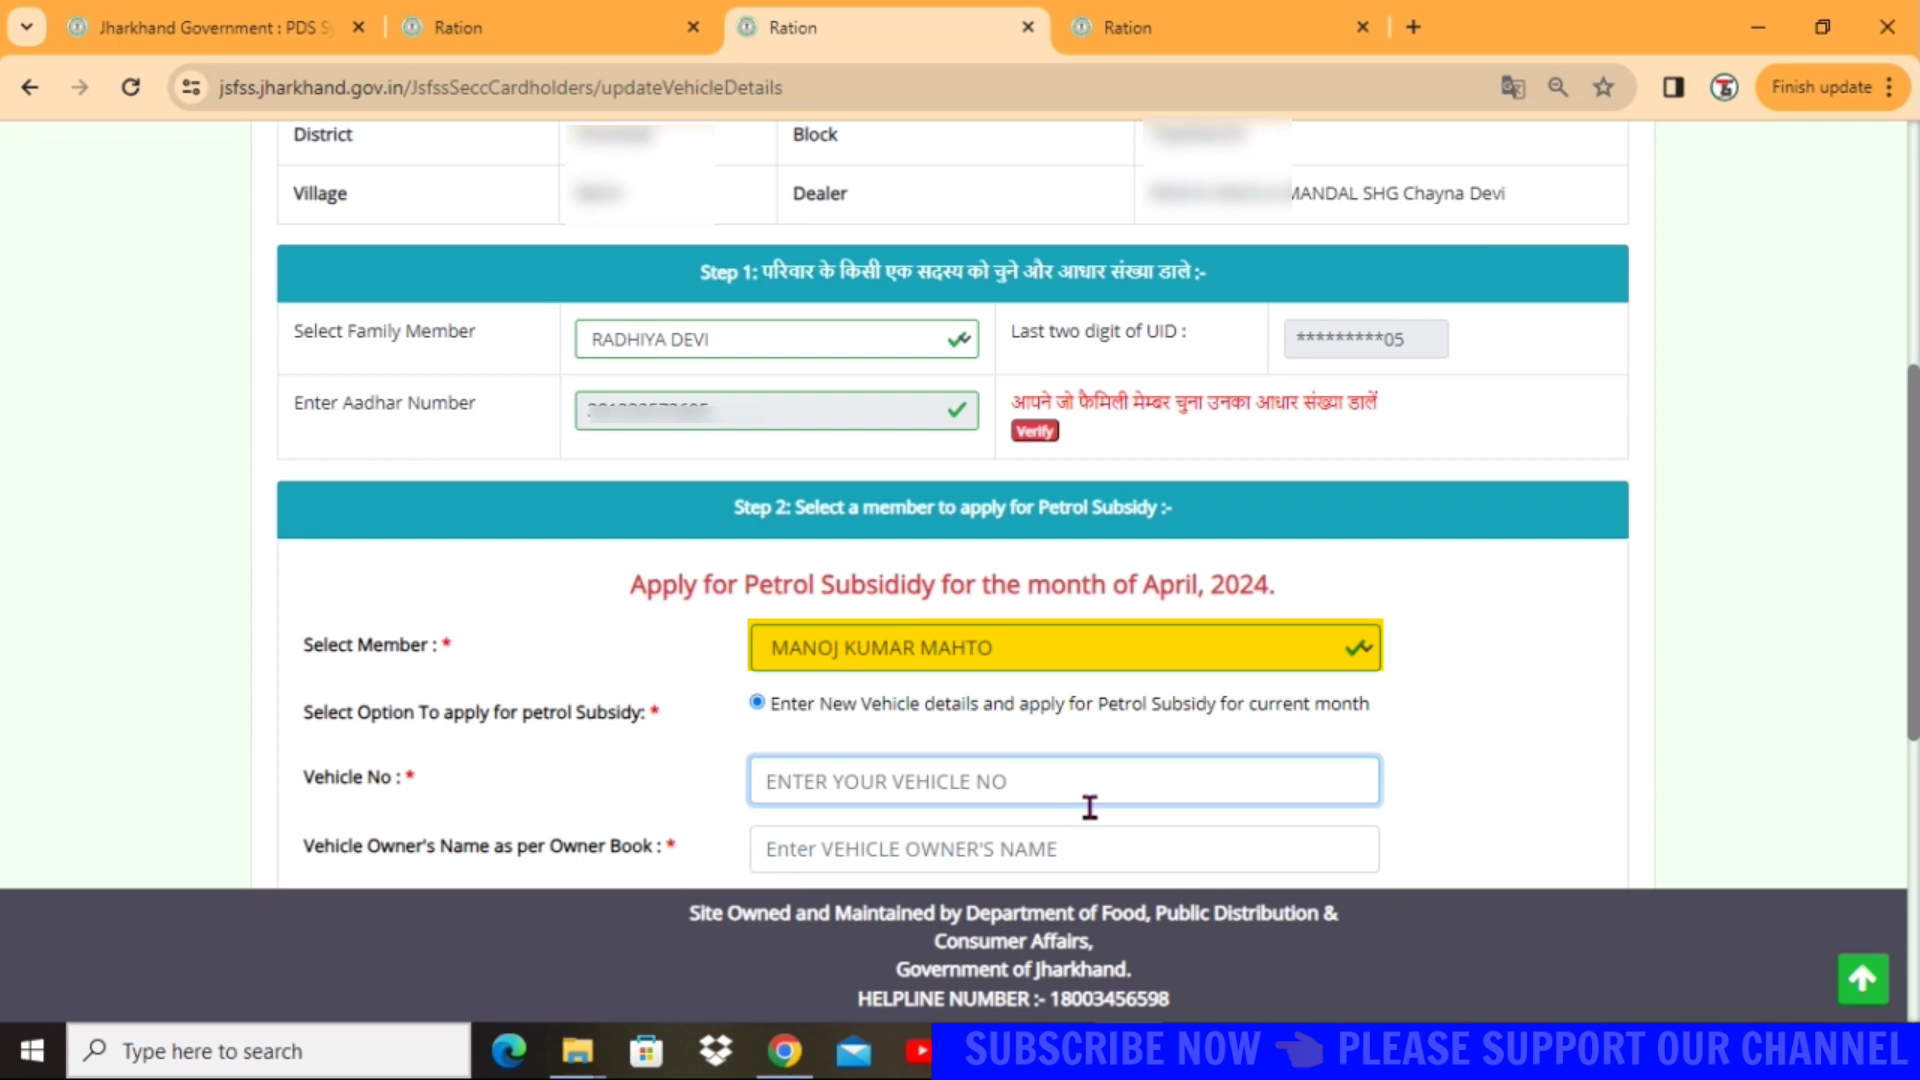 Jharkhand Government : PDS S
Ration
Ration
Ration
jsfss.jharkhand.gov.in/JsfssSeccCardholders/updateVehicleDetails
Finish update
District
Block
Village
Dealer
MANDAL SHG Chayna Devi
Step 1: परिवार के किसी एक सदस्य को चुने और आधार संख्या डाले :-
Select Family Member
RADHIYA DEVI
Last two digit of UID :
*********05
Enter Aadhar Number
आपने जो फैमिली मेम्बर चुना उनका आधार संख्या डालें
Verify
Step 2: Select a member to apply for Petrol Subsidy :-
Apply for Petrol Subsididy for the month of April, 2024.
Select Member : *
MANOJ KUMAR MAHTO
Select Option To apply for petrol Subsidy: *
Enter New Vehicle details and apply for Petrol Subsidy for current month
Vehicle No : *
ENTER YOUR VEHICLE NO
Vehicle Owner's Name as per Owner Book : *
Enter VEHICLE OWNER'S NAME
Site Owned and Maintained by Department of Food, Public Distribution &
Consumer Affairs,
Government of Jharkhand.
HELPLINE NUMBER :- 18003456598
Type here to search
SUBSCRIBE NOW PLEASE SUPPORT OUR CHANNEL